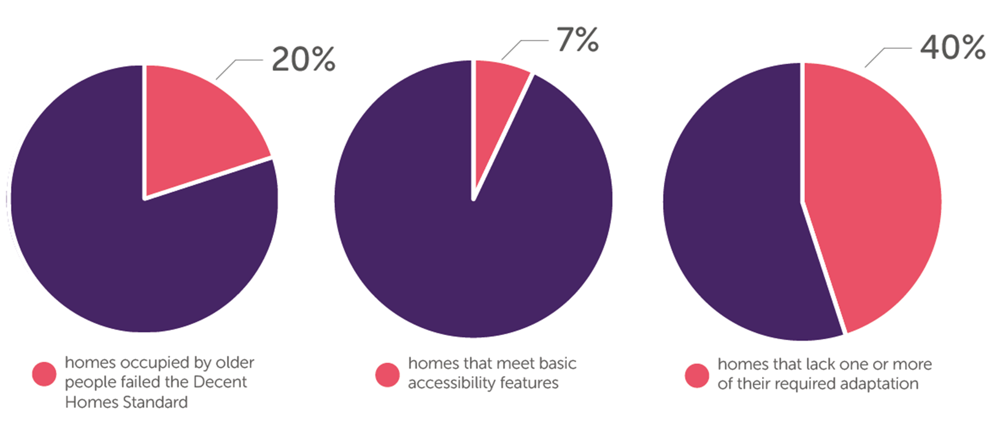 20%
7%
40%
homes occupied by older
people failed the Decent
Homes Standard
homes that meet basic
accessibility features
homes that lack one or more
of their required adaptation